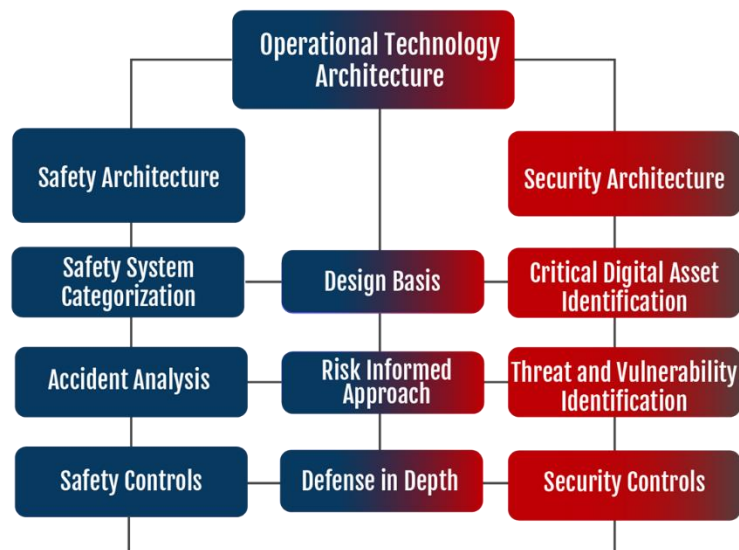 Operational Technology
Architecture
Safety Architecture
Security Architecture
Safety System
Categorization
Design Basis
Critical Digital Asset
Identification
Accident Analysis
Risk Informed
Approach
Threat and Vulnerability
Identification
Safety Controls
Defense in Depth
Security Controls